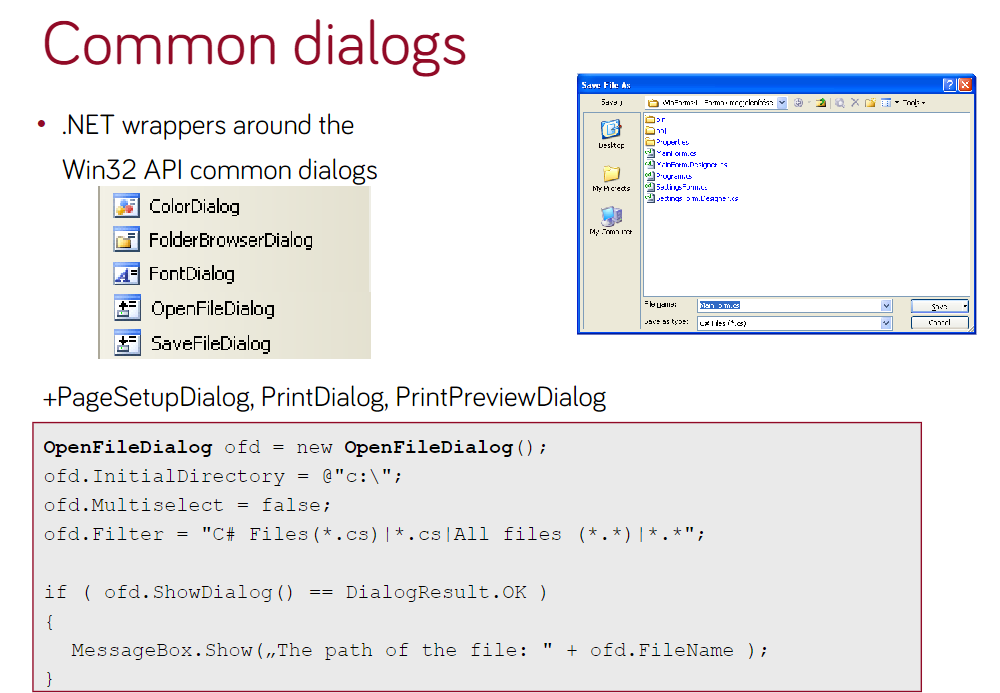 Common dialogs
• .NET wrappers around the
Win32 API common dialogs
ColorDialog
FolderBrowserDialog
FontDialog
OpenFileDialog
SaveFileDialog
Save File As
Tools
bin
obj
Properties
MainForm.cs
MainForm.Designer.cs
Program.cs
SettingsForm.cs
SettingsForm.Designer.cs
Desktop
My Projects
My Computer
File name:
MainForm.cs
Save
Save as type:
C# Files (*.cs)
Cancel
+PageSetupDialog, PrintDialog, PrintPreviewDialog
OpenFileDialog ofd = new OpenFileDialog();
ofd.InitialDirectory = @"c:\";
ofd.Multiselect = false;
ofd.Filter = "C# Files(*.cs)|*.cs|All files (*.*)|*.*";
if ( ofd.ShowDialog() == DialogResult.OK )
{
MessageBox.Show(„The path of the file: " + ofd.FileName );
}